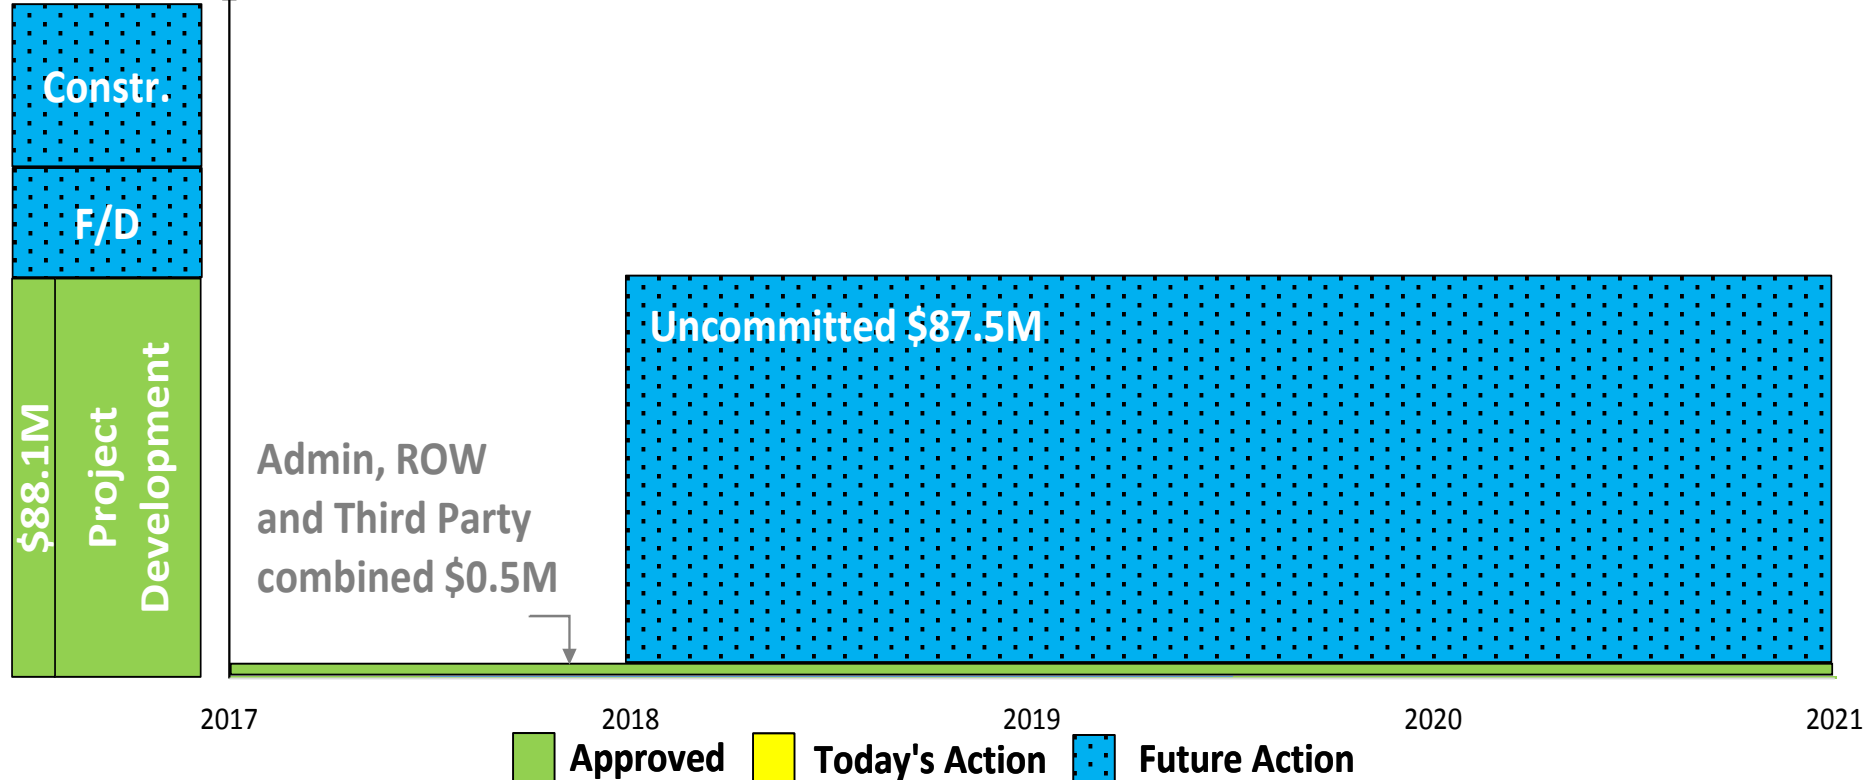 Constr.
F/D
$88.1M
Project
Development
Uncommitted $87.5M
Admin, ROW
and Third Party
combined $0.5M
2017
2018
2019
2020
2021
Approved
Today's Action
Future Action